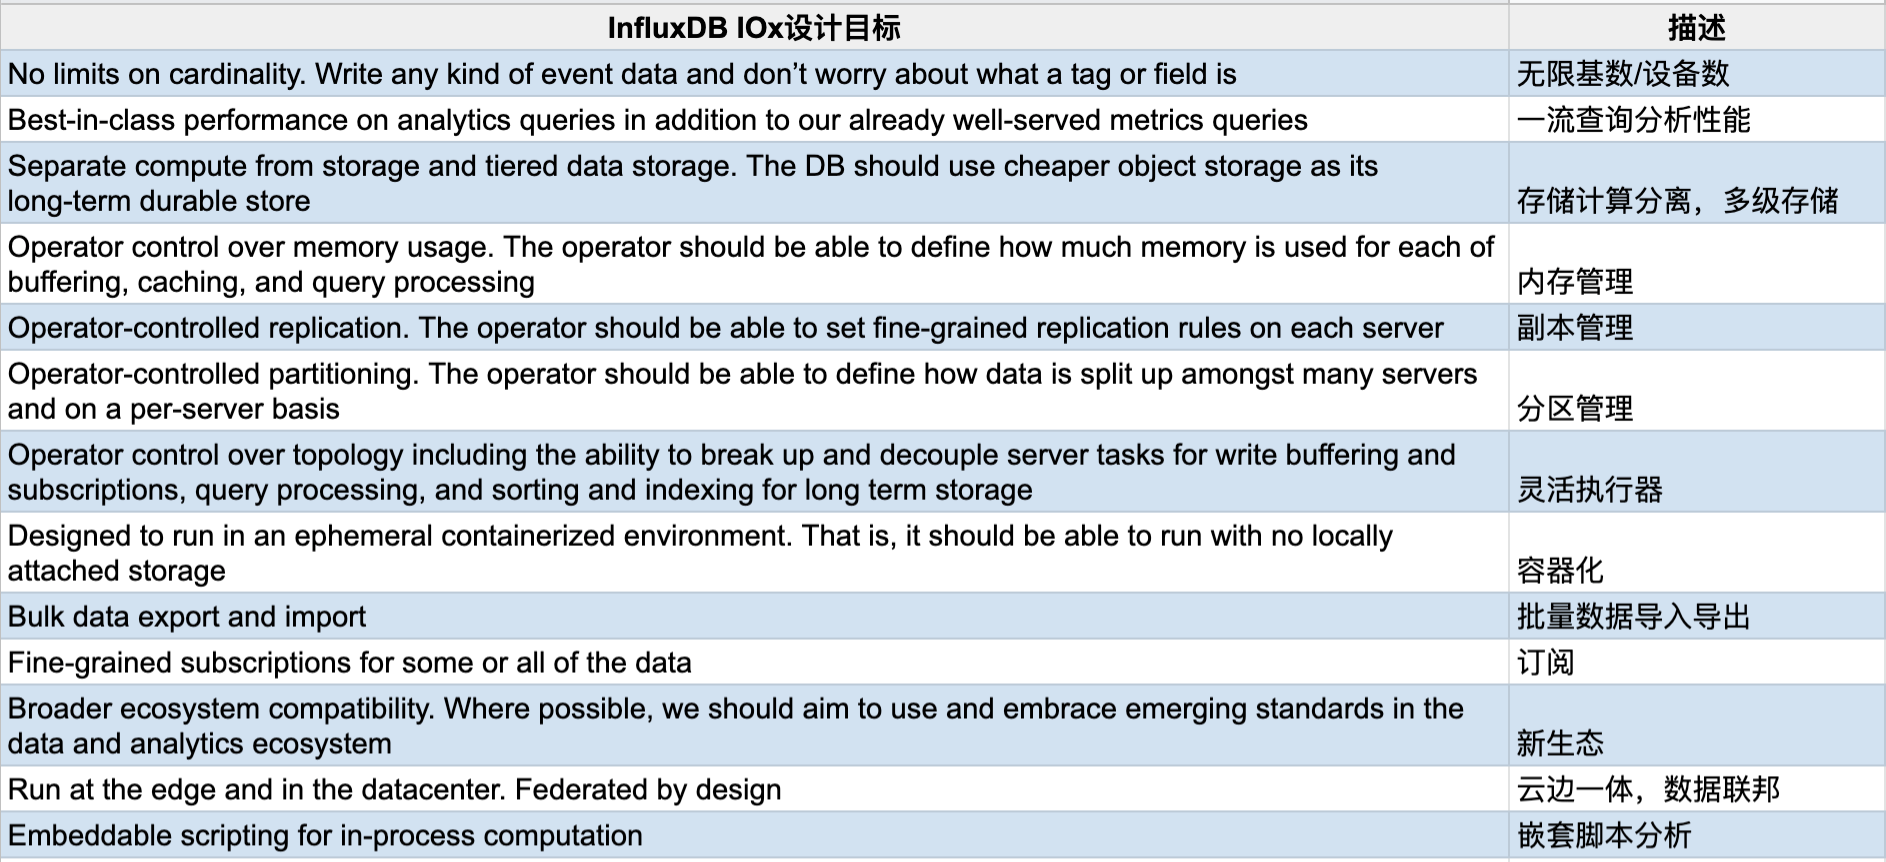 InfluxDB IOx设计目标 描述
No limits on cardinality. Write any kind of event data and don’t worry about what a tag or field is 无限基数/设备数
Best-in-class performance on analytics queries in addition to our already well-served metrics queries 一流查询分析性能
Separate compute from storage and tiered data storage. The DB should use cheaper object storage as its
long-term durable store 存储计算分离，多级存储
Operator control over memory usage. The operator should be able to define how much memory is used for each of
buffering, caching, and query processing 内存管理
Operator-controlled replication. The operator should be able to set fine-grained replication rules on each server 副本管理
Operator-controlled partitioning. The operator should be able to define how data is split up amongst many servers
and on a per-server basis 分区管理
Operator control over topology including the ability to break up and decouple server tasks for write buffering and
subscriptions, query processing, and sorting and indexing for long term storage 灵活执行器
Designed to run in an ephemeral containerized environment. That is, it should be able to run with no locally
attached storage 容器化
Bulk data export and import 批量数据导入导出
Fine-grained subscriptions for some or all of the data 订阅
Broader ecosystem compatibility. Where possible, we should aim to use and embrace emerging standards in the
data and analytics ecosystem 新生态
Run at the edge and in the datacenter. Federated by design 云边一体，数据联邦
Embeddable scripting for in-process computation 嵌套脚本分析